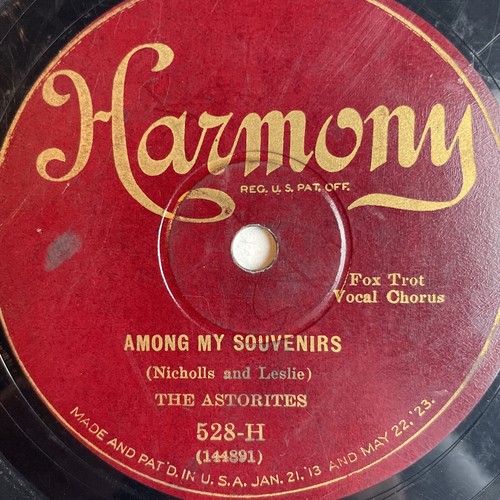 Harmony
REG. U.S. PAT. OFF.
Fox Trot
Vocal Chorus
AMONG MY SOUVENIRS
(Nicholls and Leslie)
THE ASTORITES
528-H
(144891)
MADE AND PAT'D. IN U.S.A. JAN. 21, '13 AND MAY 22, '23.